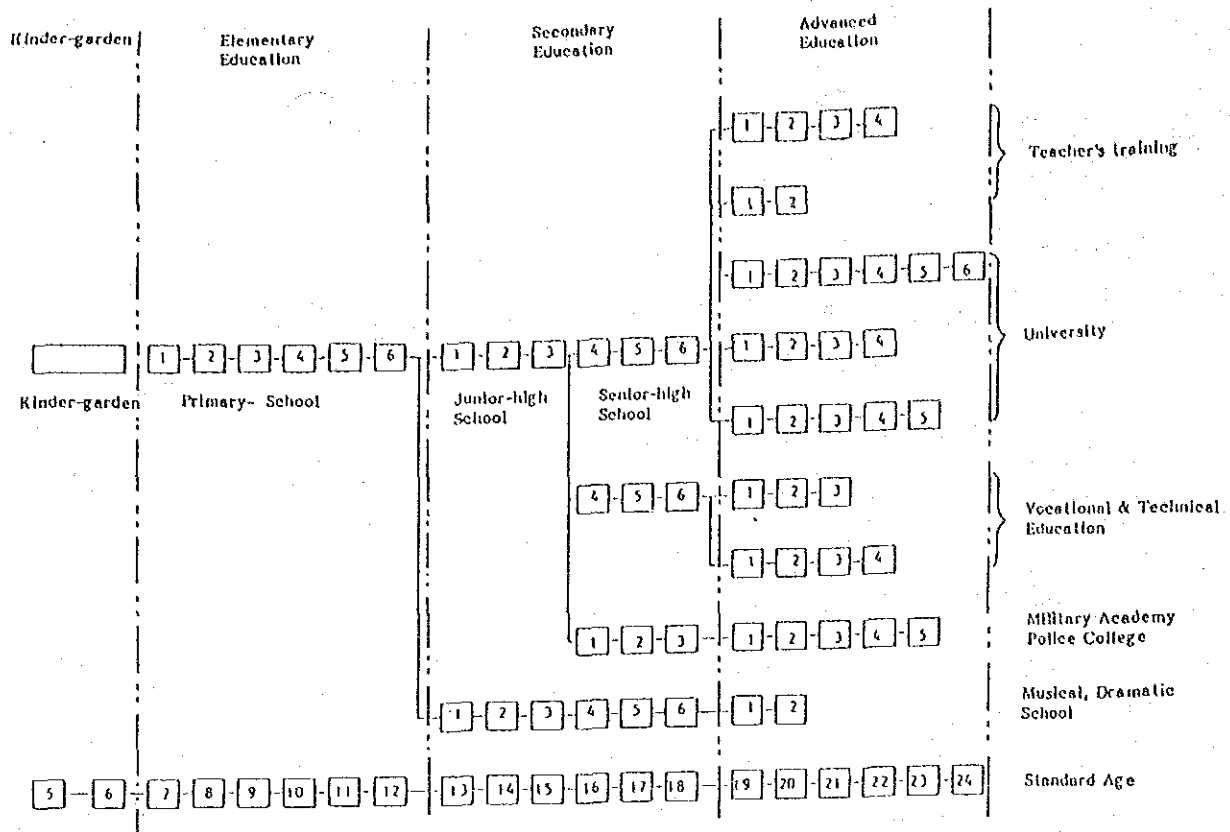 Kinder-garden
Elementary
Education
Secondary
Education
Advanced
Education
1 2 3 4
Teacher's training
1 2
1 2 3 4 5 6
University
1 2 3 4 5 6 1 2 3 4 5 6 1 2 3 4
Kinder-garden Primary- School
Junior-high
School
Senior-high
School
1 2 3 4 5
4 5 6 1 2 3
Vocational & Technical
Education
1 2 3 4
1 2 3 1 2 3 4 5
Military Academy
Police College
1 2 3 4 5 6 1 2
Musical, Dramatic
School
5 6 7 8 9 10 11 12 13 14 15 16 17 18 19 20 21 22 23 24 Standard Age